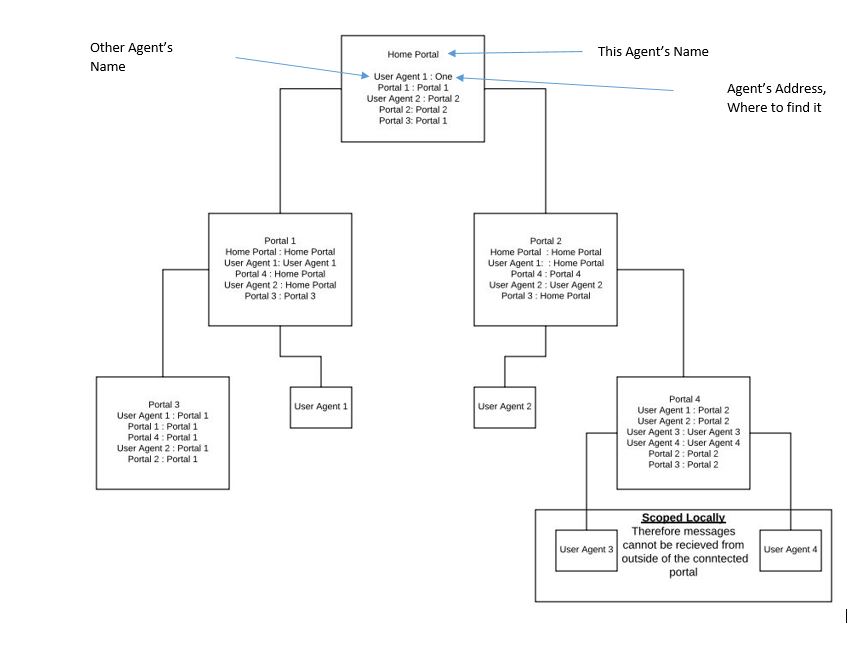 Other Agent's
Name
This Agent's Name
Agent's Address,
Where to find it
Home Portal
User Agent 1 : One
Portal 1 : Portal 1
User Agent 2 : Portal 2
Portal 2: Portal 2
Portal 3: Portal 1
Portal 1
Home Portal : Home Portal
User Agent 1: User Agent 1
Portal 4 : Home Portal
User Agent 2 : Home Portal
Portal 3 : Portal 3
Portal 2
Home Portal : Home Portal
User Agent 1: : Home Portal
Portal 4 : Portal 4
User Agent 2 : User Agent 2
Portal 3 : Home Portal
Portal 3
User Agent 1 : Portal 1
Portal 1 : Portal 1
Portal 4 : Portal 1
User Agent 2 : Portal 1
Portal 2 : Portal 1
User Agent 1
User Agent 2
Portal 4
User Agent 1 : Portal 2
User Agent 2 : Portal 2
User Agent 3 : User Agent 3
User Agent 4 : User Agent 4
Portal 2 : Portal 2
Portal 3 : Portal 2
Scoped Locally
Therefore messages
cannot be recieved from
outside of the conntected
portal
User Agent 3
User Agent 4